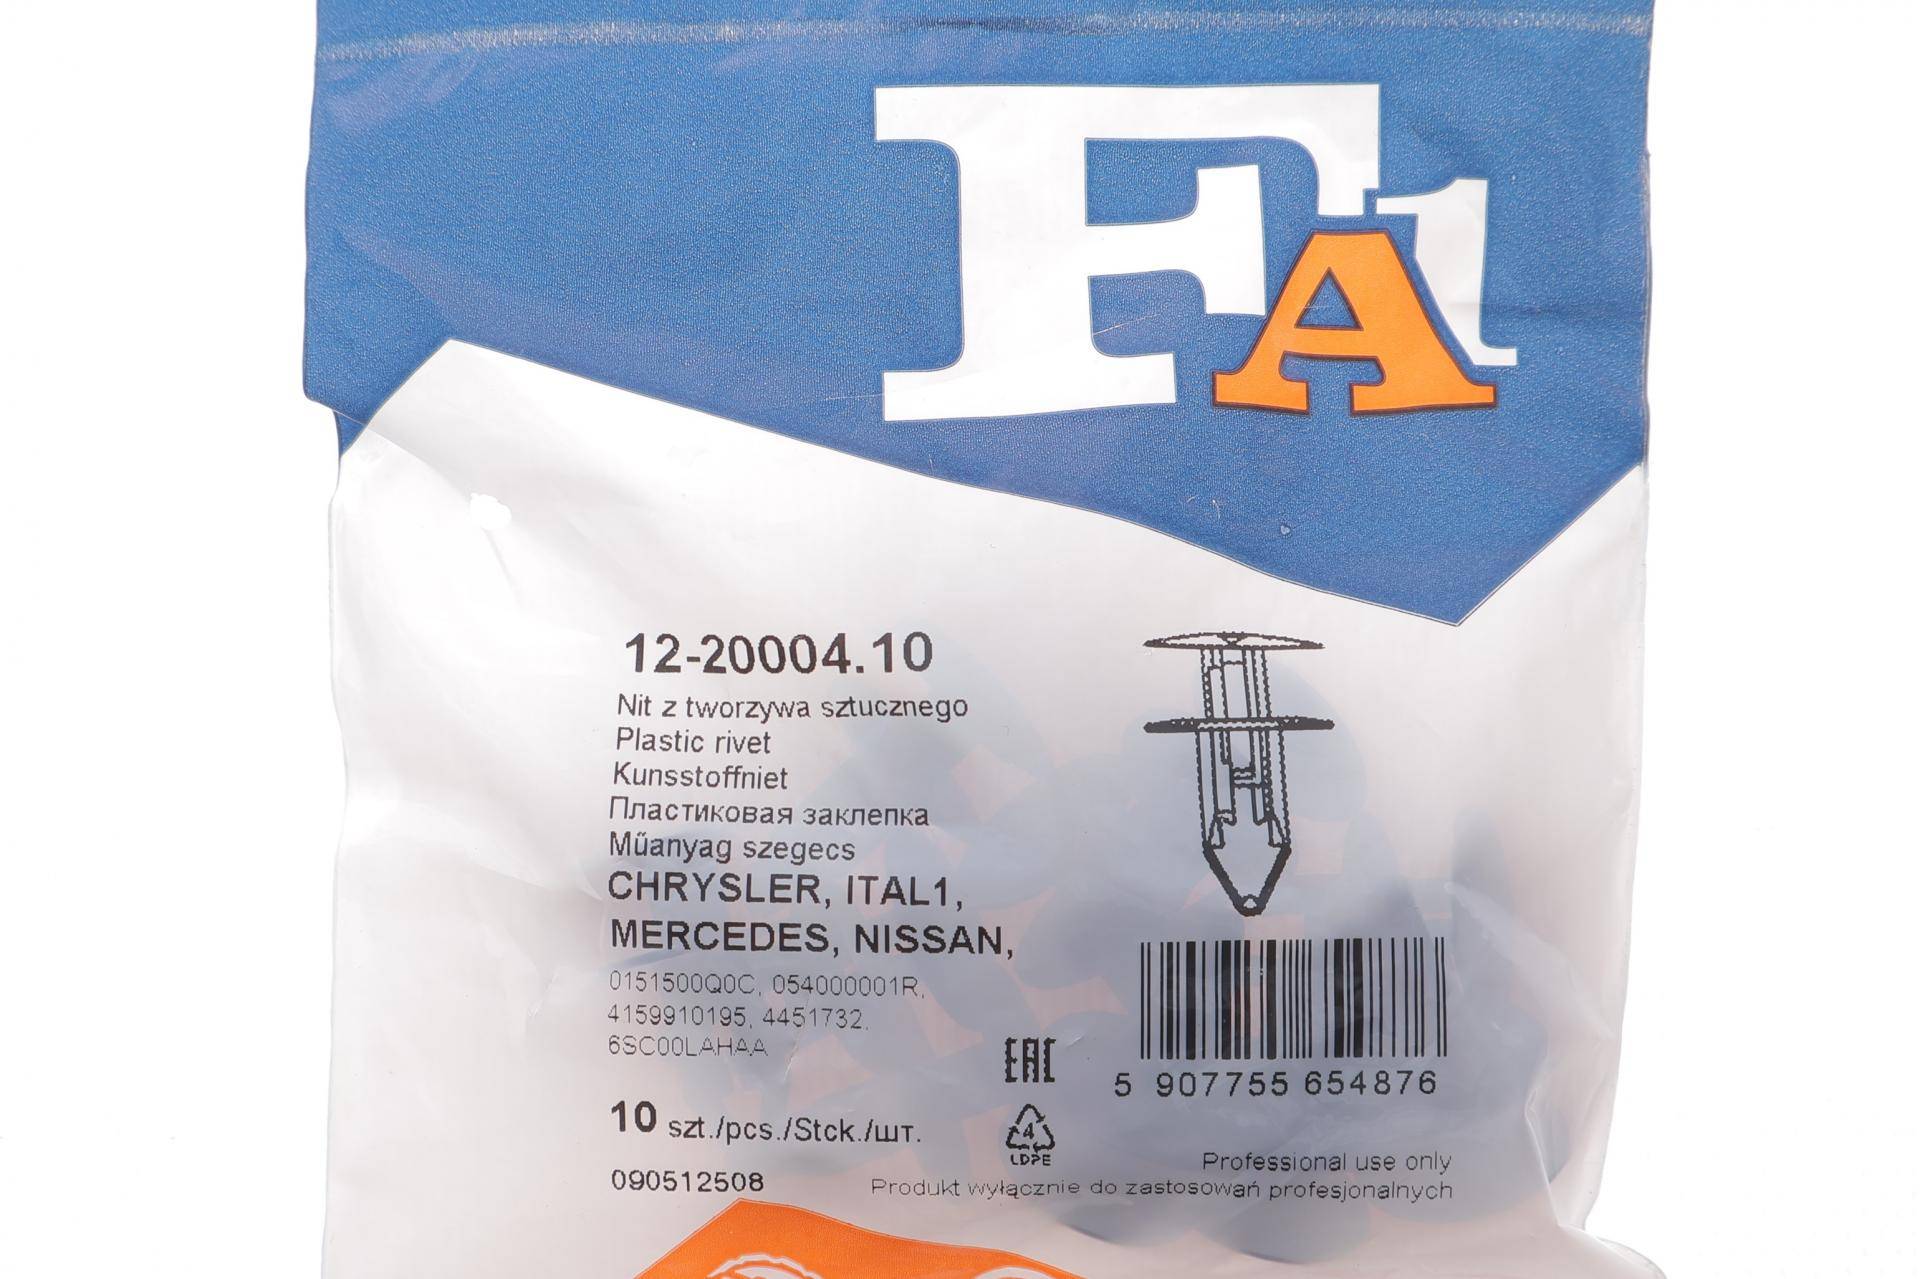 FA1
12-20004.10
Nit z tworzywa sztucznego
Plastic rivet
Kunsstoffniet
Пластиковая заклепка
Műanyag szegecs
CHRYSLER, ITAL1,
MERCEDES, NISSAN,
0151500Q0C, 054000001R,
4159910195, 4451732,
6SC00LAHAA
EAC
5 907755 654876
10 szt./pcs./Stck./шт.
4
LDPE
090512508
Professional use only
Produkt wyłącznie do zastosowań profesjonalnych